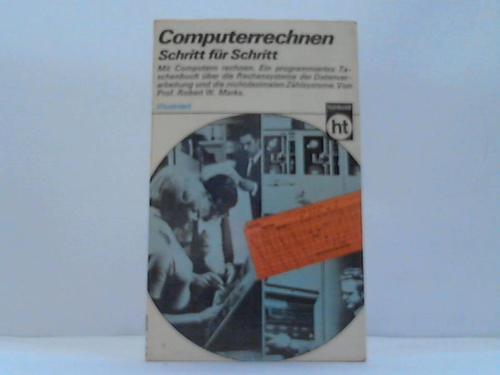 Computerrechnen
Schritt für Schritt
Mit Computern rechnen. Ein programmiertes Ta-
schenbuch über die Rechensysteme der Datenver-
arbeitung und die nichtdezimalen Zahlsysteme. Von
Prof. Robert W. Marks.
illustriert
ht